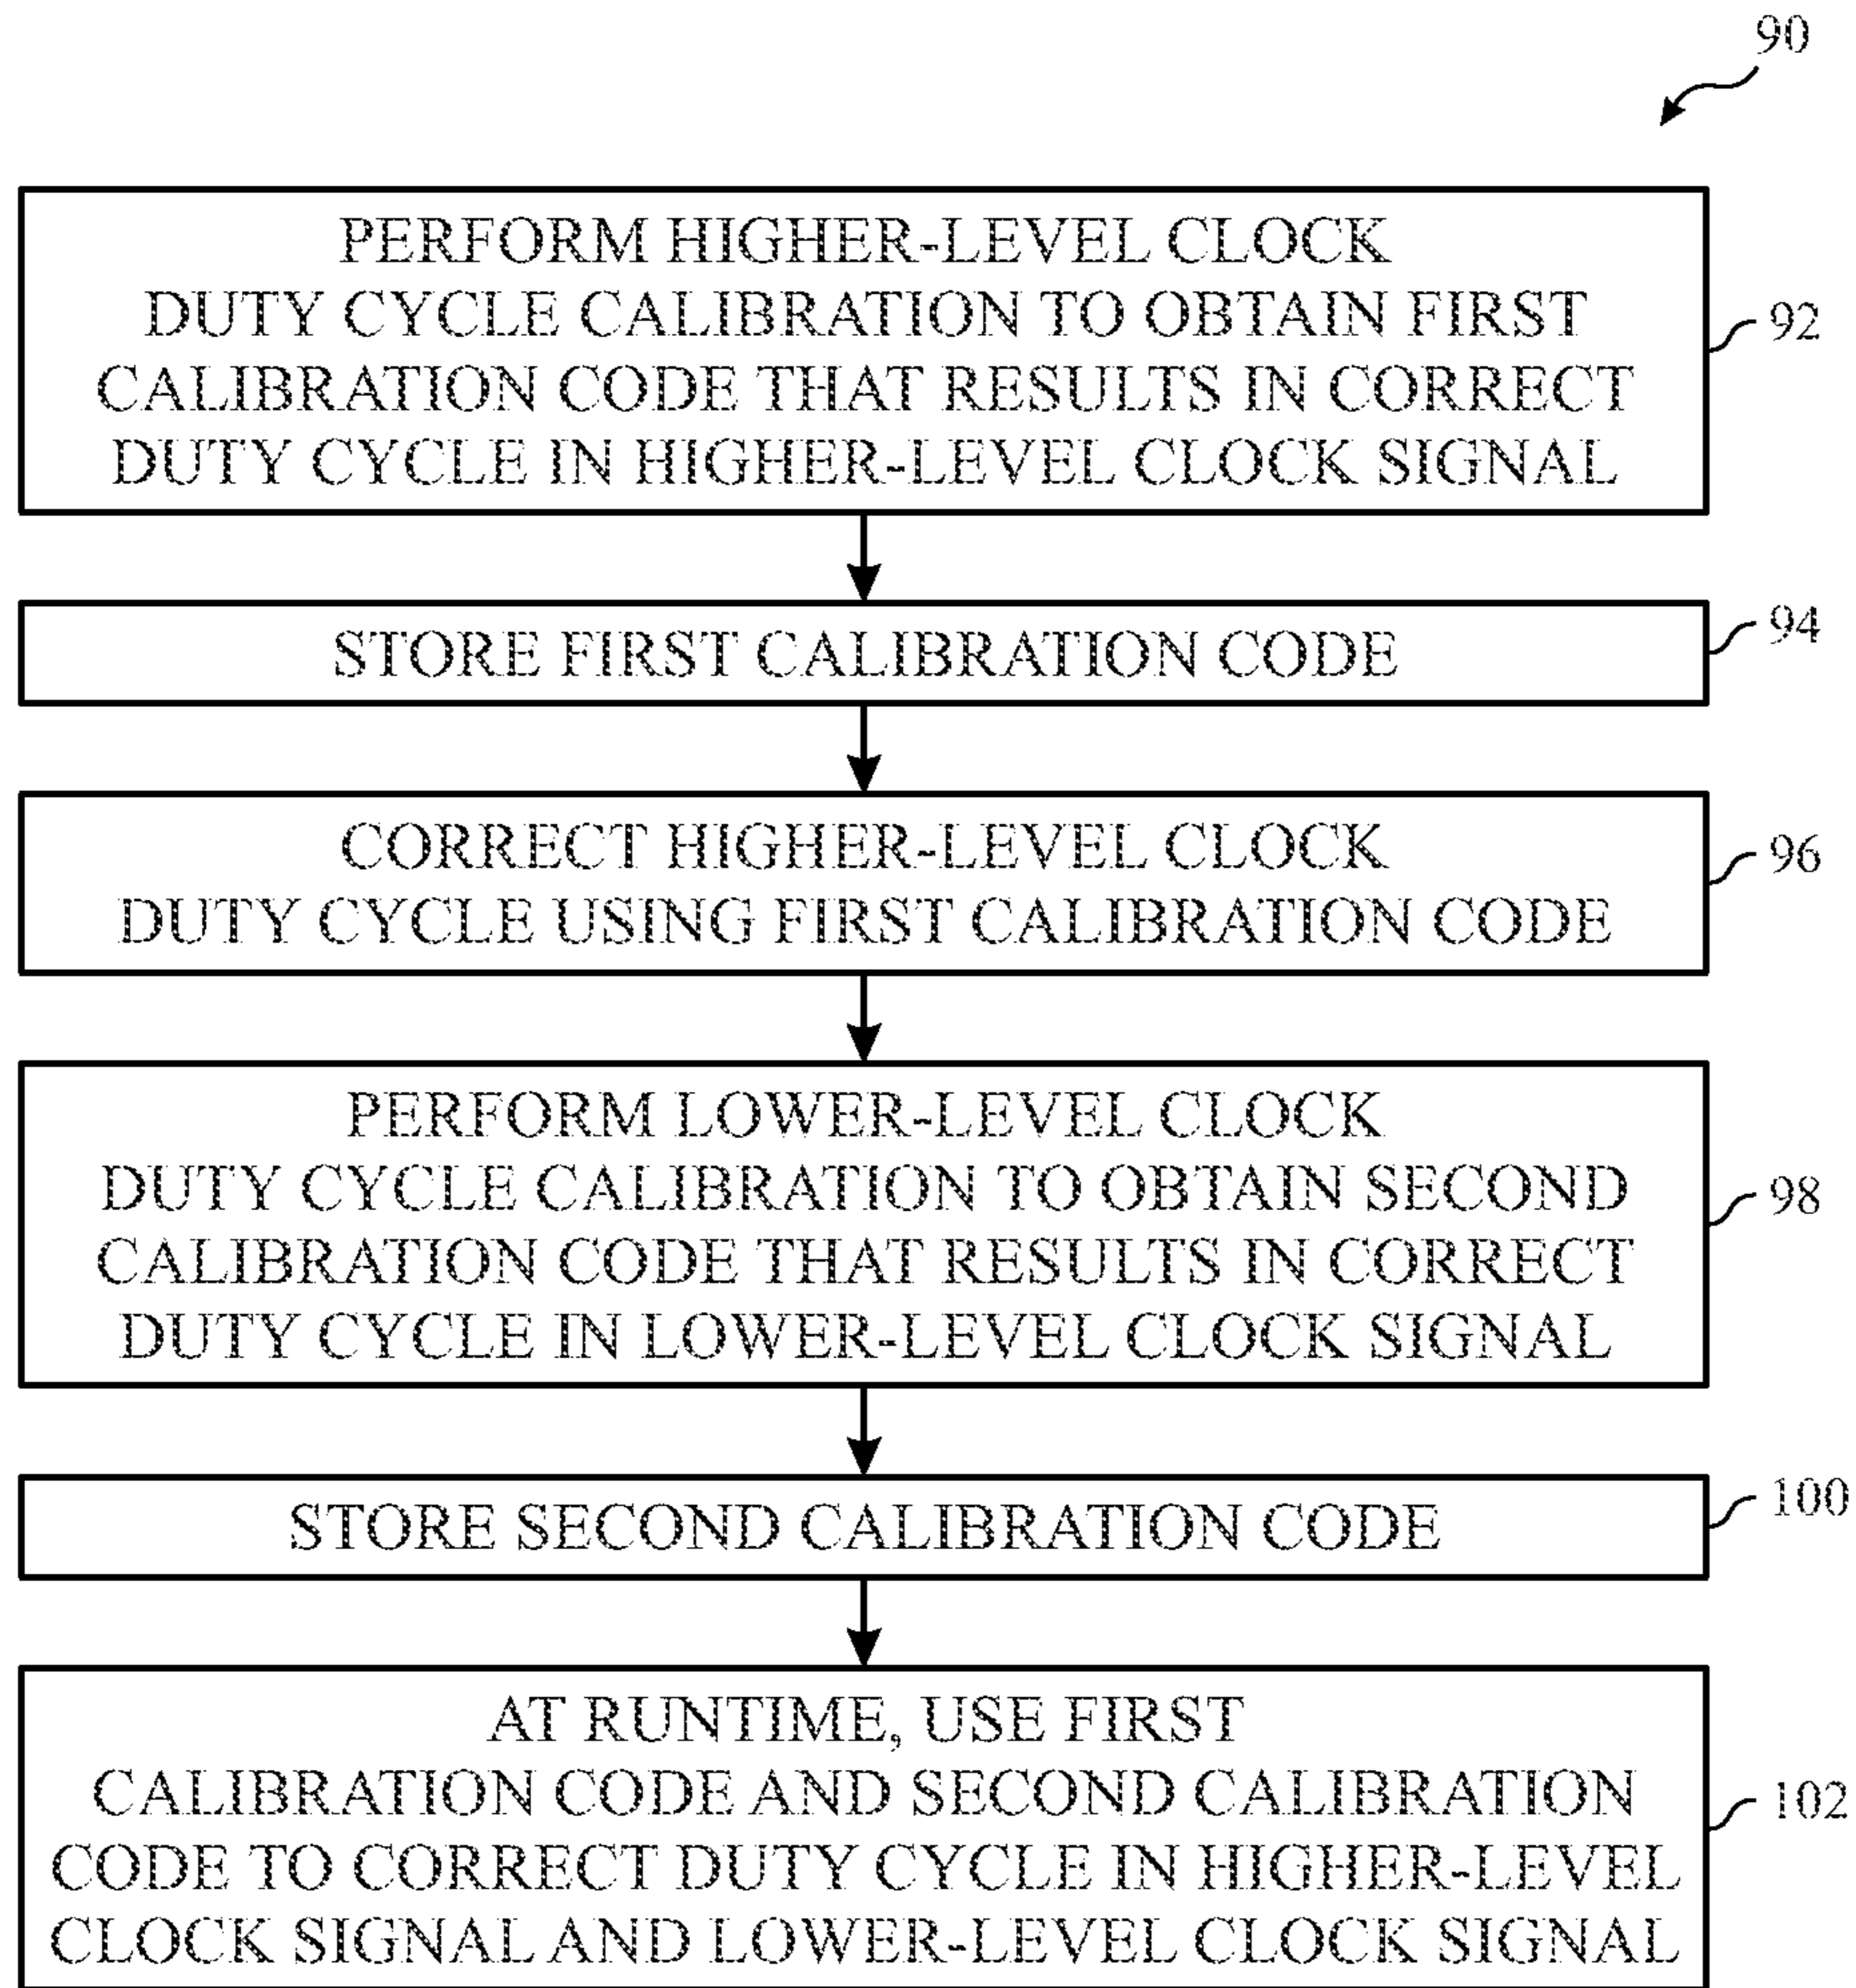 90
PERFORM HIGHER-LEVEL CLOCK
DUTY CYCLE CALIBRATION TO OBTAIN FIRST
CALIBRATION CODE THAT RESULTS IN CORRECT
DUTY CYCLE IN HIGHER-LEVEL CLOCK SIGNAL
92
STORE FIRST CALIBRATION CODE
94
CORRECT HIGHER-LEVEL CLOCK
DUTY CYCLE USING FIRST CALIBRATION CODE
96
PERFORM LOWER-LEVEL CLOCK
DUTY CYCLE CALIBRATION TO OBTAIN SECOND
CALIBRATION CODE THAT RESULTS IN CORRECT
DUTY CYCLE IN LOWER-LEVEL CLOCK SIGNAL
98
STORE SECOND CALIBRATION CODE
100
AT RUNTIME, USE FIRST
CALIBRATION CODE AND SECOND CALIBRATION
CODE TO CORRECT DUTY CYCLE IN HIGHER-LEVEL
CLOCK SIGNAL AND LOWER-LEVEL CLOCK SIGNAL
102